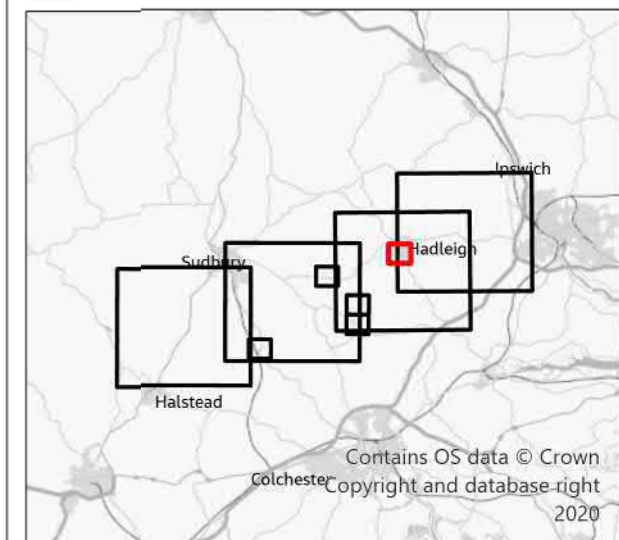 Ipswich
Hadleigh
Sudbury
Halstead
Colchester
Contains OS data © Crown
Copyright and database right
2020